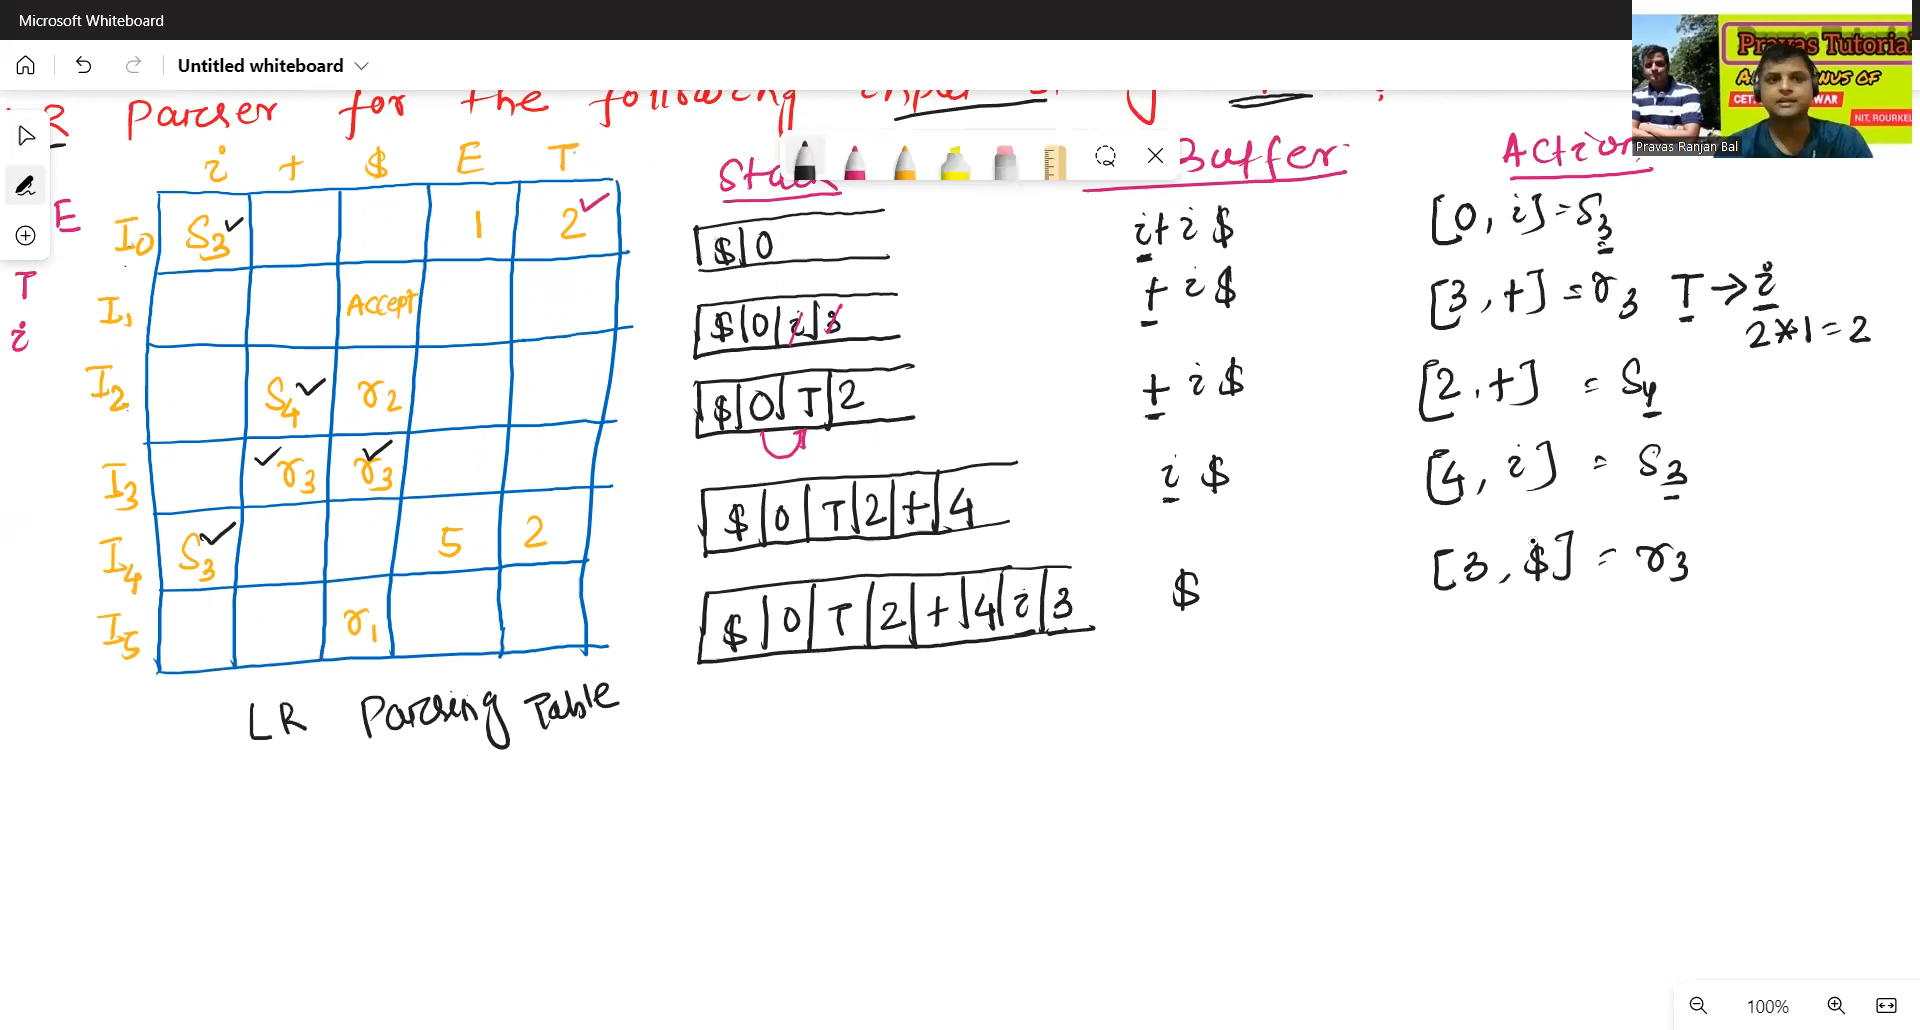 Microsoft Whiteboard
Untitled whiteboard
Parser for the following
Pravas Tutorial
NIT, ROURKEL
Pravas Ranjan Bal
i + $ E T
Stack
Buffer
Action
E
T
i
I0 S3 1 2
I1 Accept
I2 S4 r2
I3 r3 r3
I4 S3 5 2
I5 r1
LR Parsing Table
$ 0 i+i$ [0, i] = S3
$ 0 i 3 +i$ [3, +] = r3 T → i
2*1=2
$ 0 T 2 +i$ [2, +] = S4
$ 0 T 2 + 4 i$ [4, i] = S3
$ 0 T 2 + 4 i 3 $ [3, $] = r3
100%